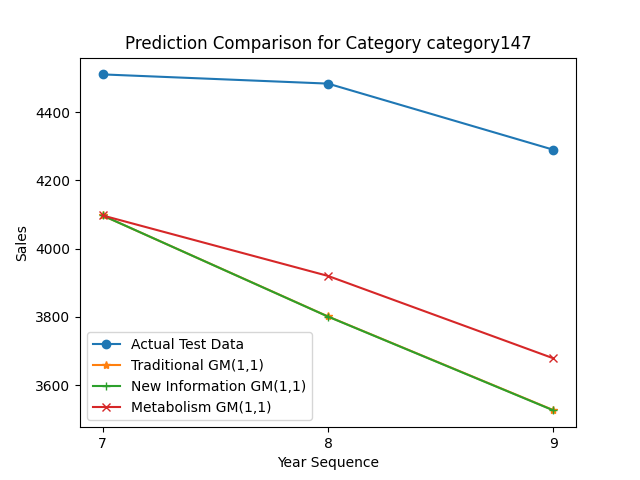 Prediction Comparison for Category category147
Sales
4400
4200
4000
3800
3600
Actual Test Data
Traditional GM(1,1)
New Information GM(1,1)
Metabolism GM(1,1)
7
8
9
Year Sequence